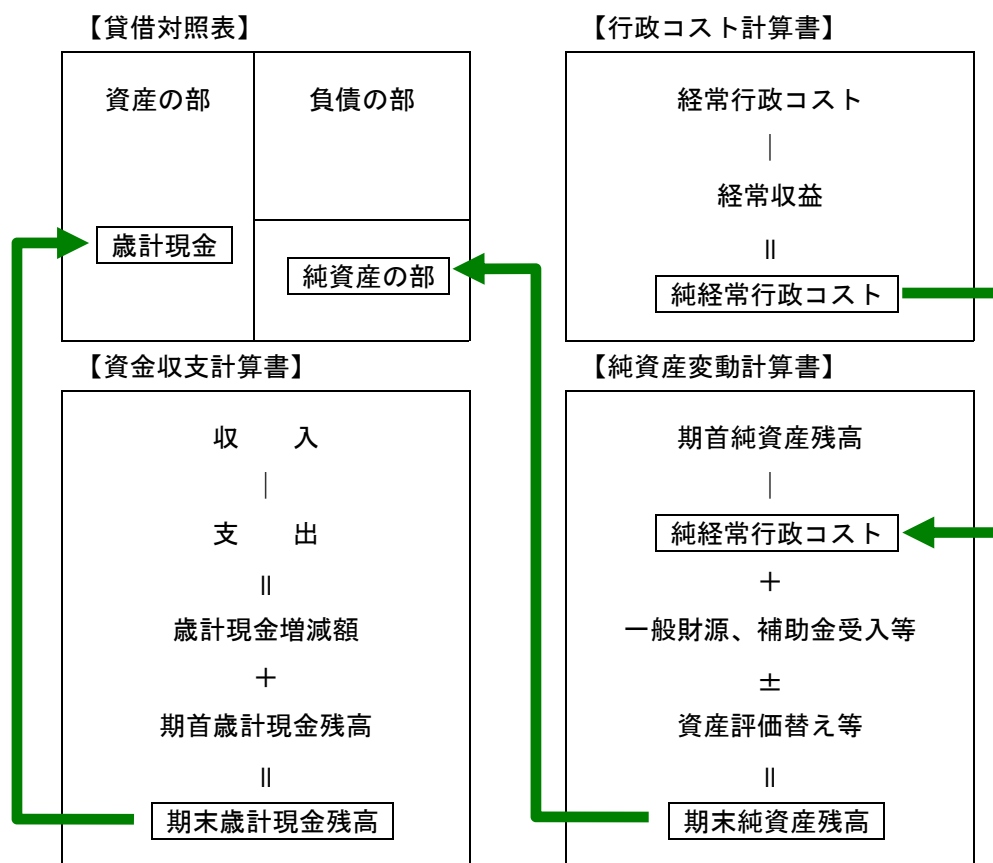 【貸借対照表】
資産の部
負債の部
歳計現金
純資産の部
【行政コスト計算書】
経常行政コスト
｜
経常収益
॥
純経常行政コスト
【資金収支計算書】
収　　入
｜
支　　出
॥
歳計現金増減額
＋
期首歳計現金残高
॥
期末歳計現金残高
【純資産変動計算書】
期首純資産残高
｜
純経常行政コスト
＋
一般財源、補助金受入等
±
資産評価替え等
॥
期末純資産残高